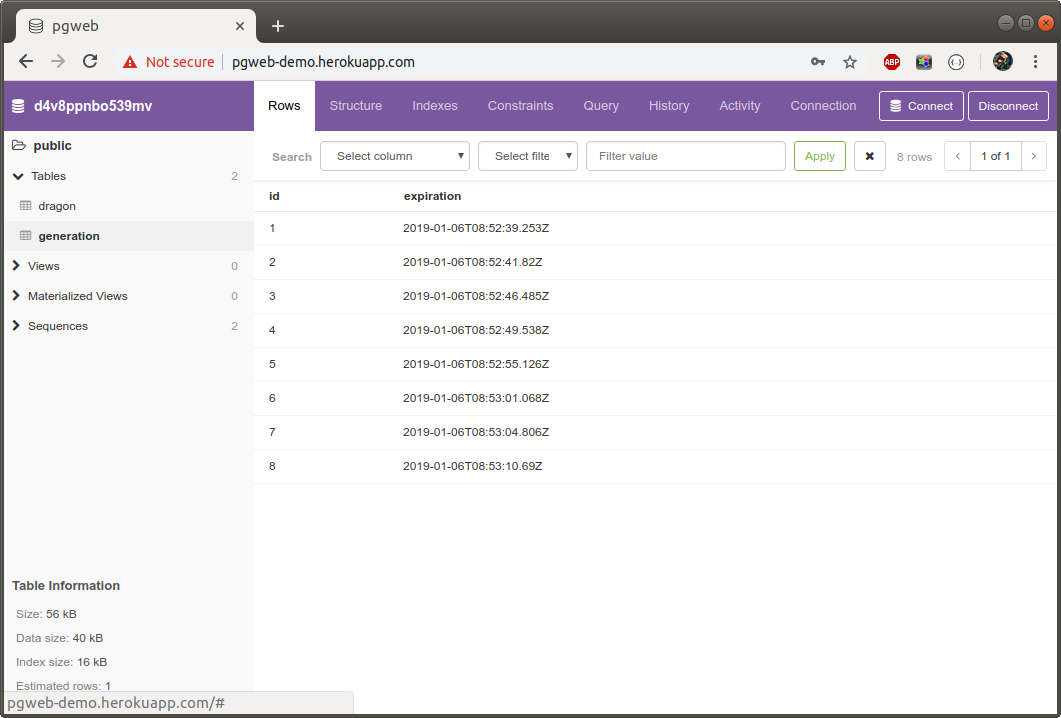 pgweb
Not secure pgweb-demo.herokuapp.com ABP
d4v8ppnbo539mv Rows Structure Indexes Constraints Query History Activity Connection Connect Disconnect
public
Search Select column Select filte Filter value Apply 8 rows 1 of 1
Tables 2
dragon
generation
Views 0
Materialized Views 0
Sequences 2
id expiration
1 2019-01-06T08:52:39.253Z
2 2019-01-06T08:52:41.82Z
3 2019-01-06T08:52:46.485Z
4 2019-01-06T08:52:49.538Z
5 2019-01-06T08:52:55.126Z
6 2019-01-06T08:53:01.068Z
7 2019-01-06T08:53:04.806Z
8 2019-01-06T08:53:10.69Z
Table Information
Size: 56 kB
Data size: 40 kB
Index size: 16 kB
Estimated rows: 1
pgweb-demo.herokuapp.com/#